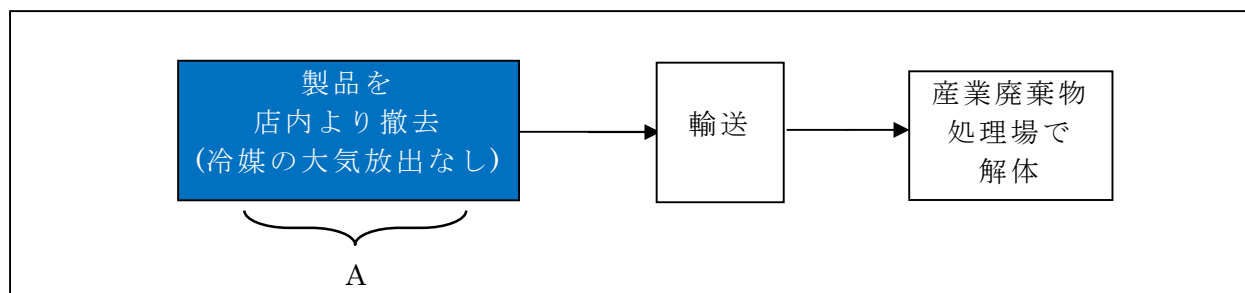 製品を
店内より撤去
(冷媒の大気放出なし)
輸送
産業廃棄物
処理場で
解体
A